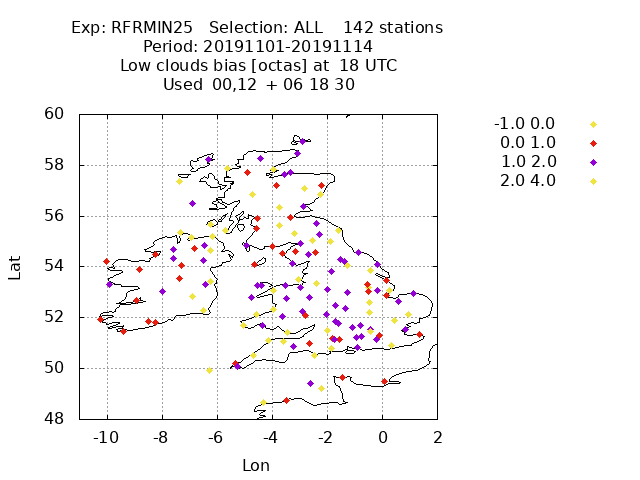 Exp: RFRMIN25   Selection: ALL    142 stations
Period: 20191101-20191114
Low clouds bias [octas] at  18 UTC
Used  00,12  + 06 18 30
-1.0 0.0
0.0 1.0
1.0 2.0
2.0 4.0
60
58
56
54
52
50
48
Lat
-10 -8 -6 -4 -2 0 2
Lon